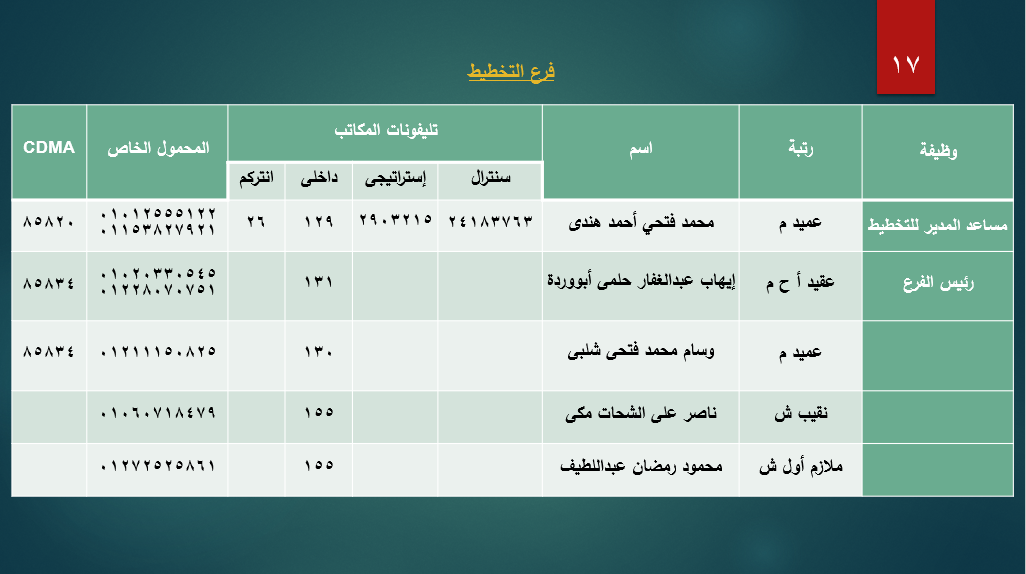 ١٧
فرع التخطيط
وظيفة رتبة اسم تليفونات المكاتب المحمول الخاص CDMA
سنترال إستراتيجى داخلى انتركم
مساعد المدير للتخطيط عميد م محمد فتحي أحمد هندى ٢٤١٨٣٧٦٣ ٢٩٠٣٢١٥ ١٢٩ ٢٦ ٠١٠١٢٥٥٥١٢٢ ٨٥٨٢٠
٠١١٥٣٨٢٧٩٢١
رئيس الفرع عقيد أ ح م إيهاب عبدالغفار حلمى أبووردة ١٣١ ٠١٠٢٠٣٣٠٥٤٥ ٨٥٨٣٤
٠١٢٢٨٠٧٠٧٥١
عميد م وسام محمد فتحى شلبى ١٣٠ ٠١٢١١١٥٠٨٢٥ ٨٥٨٣٤
نقيب ش ناصر على الشحات مكى ١٥٥ ٠١٠٦٠٧١٨٤٧٩
ملازم أول ش محمود رمضان عبداللطيف ١٥٥ ٠١٢٧٢٥٢٥٨٦١